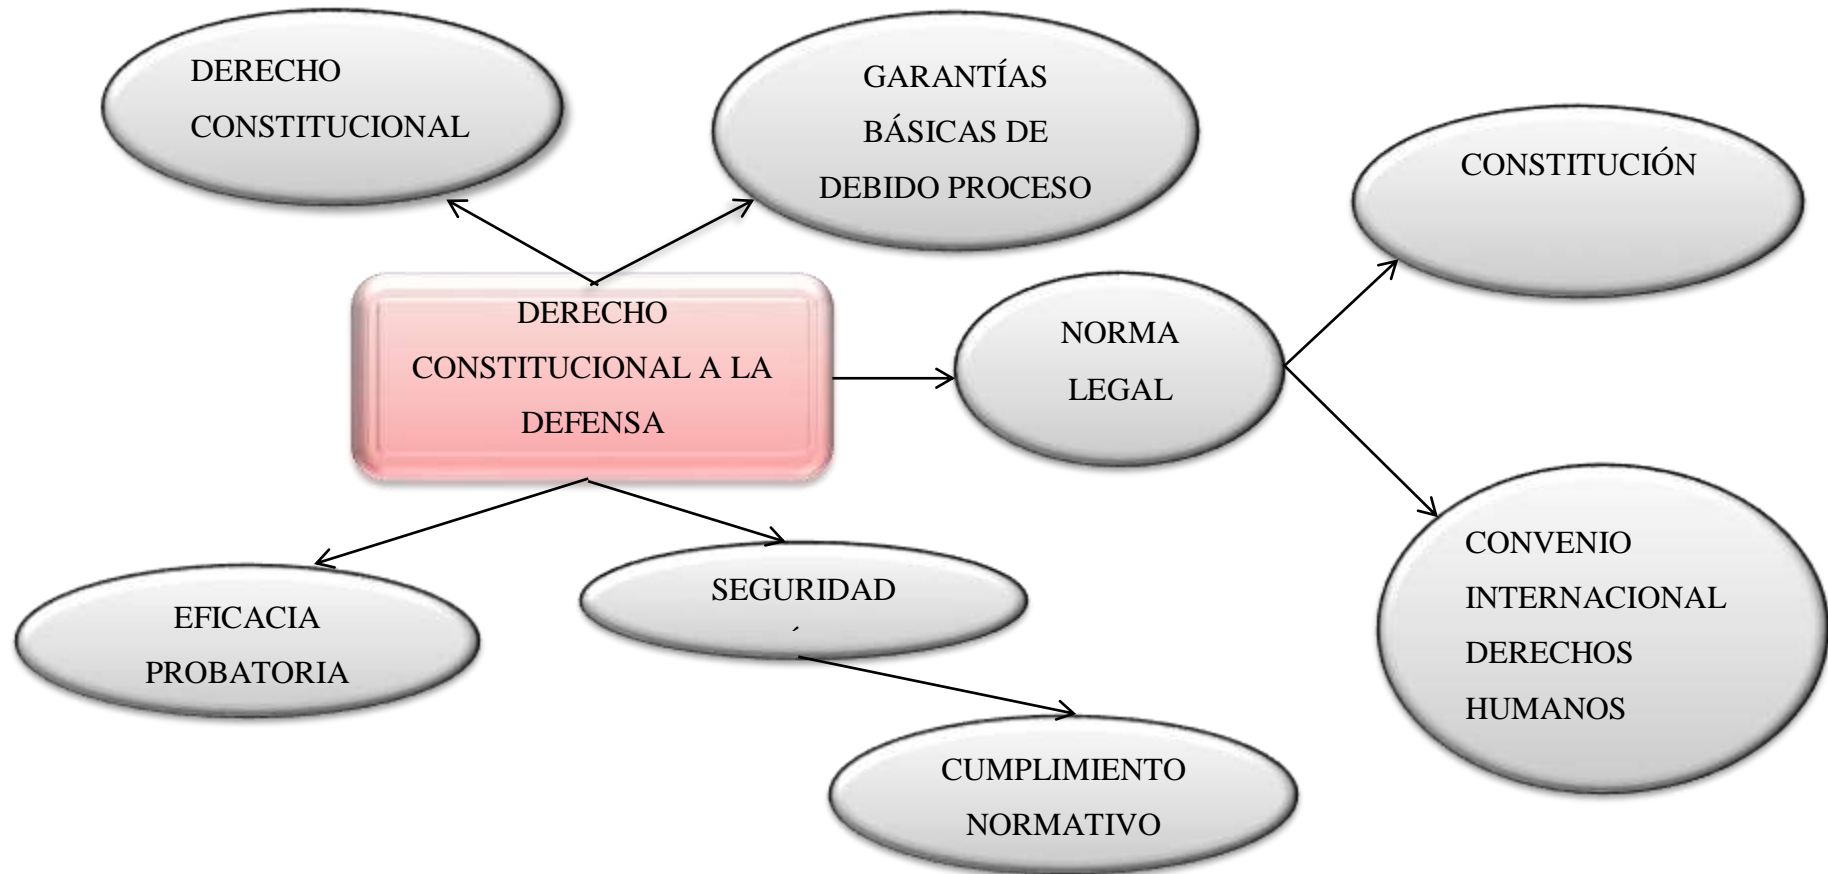 DERECHO
CONSTITUCIONAL
GARANTÍAS
BÁSICAS DE
DEBIDO PROCESO
CONSTITUCIÓN
DERECHO
CONSTITUCIONAL A LA
DEFENSA
NORMA
LEGAL
CONVENIO
INTERNACIONAL
DERECHOS
HUMANOS
EFICACIA
PROBATORIA
SEGURIDAD
CUMPLIMIENTO
NORMATIVO